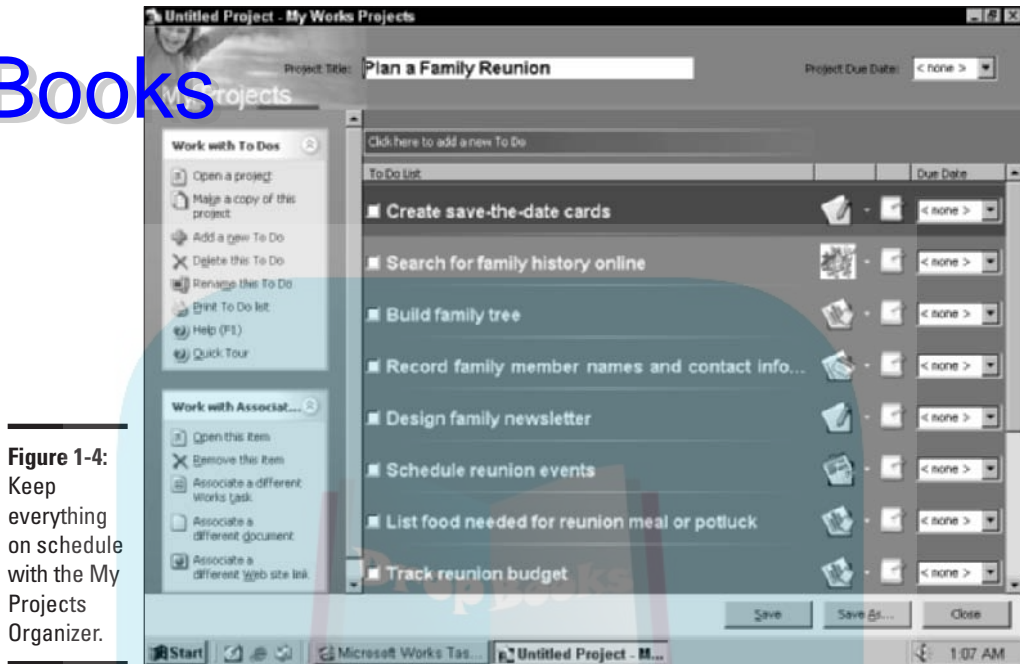 Untitled Project - My Works Projects
Books
My Projects
Project Title:
Plan a Family Reunion
Project Due Date:
< none >
Work with To Dos
Open a project
Make a copy of this
project
Add a new To Do
Delete this To Do
Rename this To Do
Print To Do list
Help (F1)
Quick Tour
Work with Associat...
Open this item
Remove this item
Associate a different
Works task
Associate a
different document
Associate a
different Web site link
Click here to add a new To Do
To Do List
Due Date
Create save-the-date cards
< none >
Search for family history online
< none >
Build family tree
< none >
Record family member names and contact info...
< none >
Design family newsletter
< none >
Schedule reunion events
< none >
List food needed for reunion meal or potluck
< none >
Track reunion budget
< none >
DropBooks
Save
Save As...
Close
Start
Microsoft Works Tas...
Untitled Project - M...
1:07 AM
Figure 1-4:
Keep
everything
on schedule
with the My
Projects
Organizer.